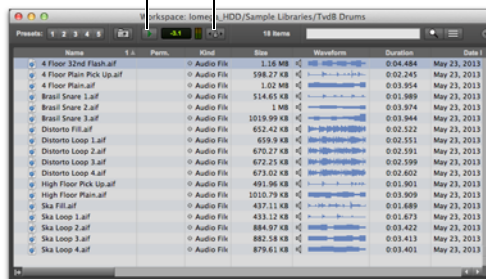 Workspace: Iomega_HDD/Sample Libraries/TvdB Drums
Presets: 1 2 3 4 5 -3.1 18 items
Name 1 Perm. Kind Size Waveform Duration Date
4 Floor 32nd Flash.aif Audio File 1.16 MB 0:04.484 May 23, 2013
4 Floor Plain Pick Up.aif Audio File 598.27 KB 0:02.245 May 23, 2013
4 Floor Plain.aif Audio File 1.02 MB 0:03.954 May 23, 2013
Brasil Snare 1.aif Audio File 514.65 KB 0:01.989 May 23, 2013
Brasil Snare 2.aif Audio File 1 MB 0:03.974 May 23, 2013
Brasil Snare 3.aif Audio File 1019.99 KB 0:03.944 May 23, 2013
Distorto Fill.aif Audio File 652.42 KB 0:02.522 May 23, 2013
Distorto Loop 1.aif Audio File 659.9 KB 0:02.551 May 23, 2013
Distorto Loop 2.aif Audio File 670.27 KB 0:02.591 May 23, 2013
Distorto Loop 3.aif Audio File 672.25 KB 0:02.599 May 23, 2013
Distorto Loop 4.aif Audio File 673.02 KB 0:02.602 May 23, 2013
High Floor Pick Up.aif Audio File 491.96 KB 0:01.901 May 23, 2013
High Floor Plain.aif Audio File 1010.79 KB 0:03.909 May 23, 2013
Ska Fill.aif Audio File 437.11 KB 0:01.689 May 23, 2013
Ska Loop 1.aif Audio File 433.12 KB 0:01.673 May 23, 2013
Ska Loop 2.aif Audio File 884.97 KB 0:03.422 May 23, 2013
Ska Loop 3.aif Audio File 882.58 KB 0:03.413 May 23, 2013
Ska Loop 4.aif Audio File 879.61 KB 0:03.401 May 23, 2013